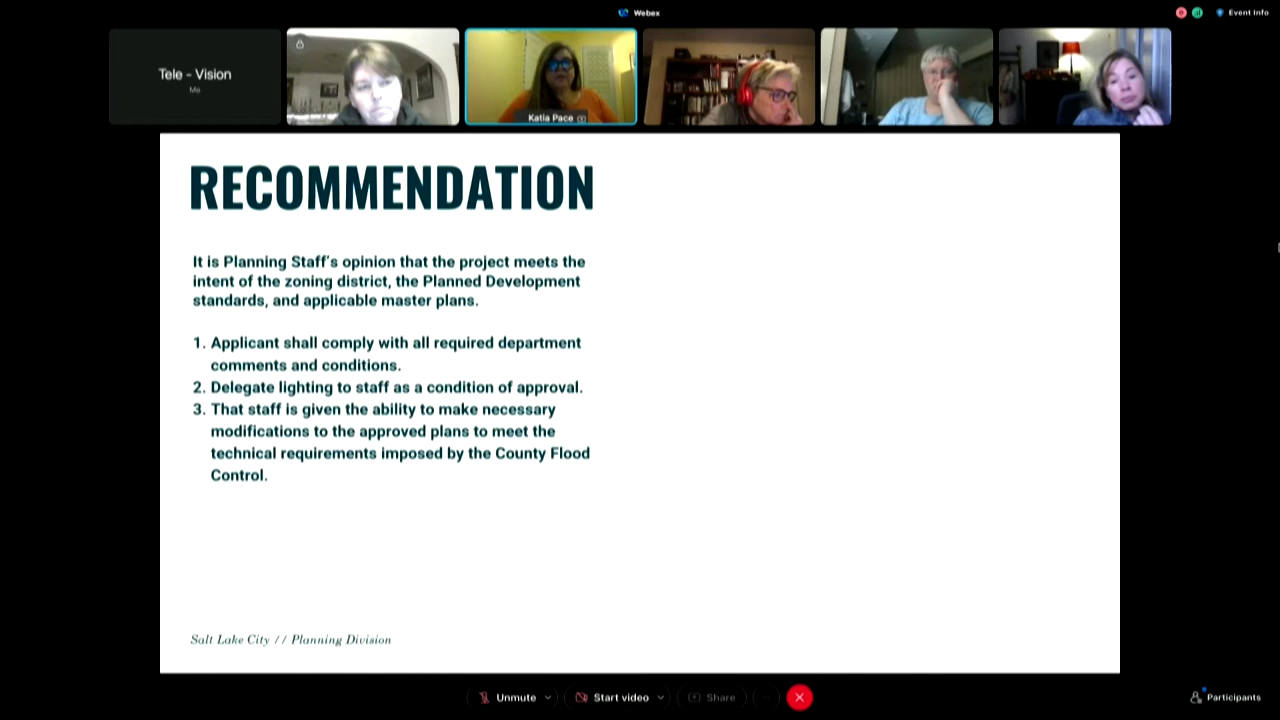 Webex
Event Info
Tele - Vision
Me
Katia Pace
RECOMMENDATION
It is Planning Staff's opinion that the project meets the
intent of the zoning district, the Planned Development
standards, and applicable master plans.
1. Applicant shall comply with all required department
comments and conditions.
2. Delegate lighting to staff as a condition of approval.
3. That staff is given the ability to make necessary
modifications to the approved plans to meet the
technical requirements imposed by the County Flood
Control.
Salt Lake City // Planning Division
Unmute
Start video
Share
Participants